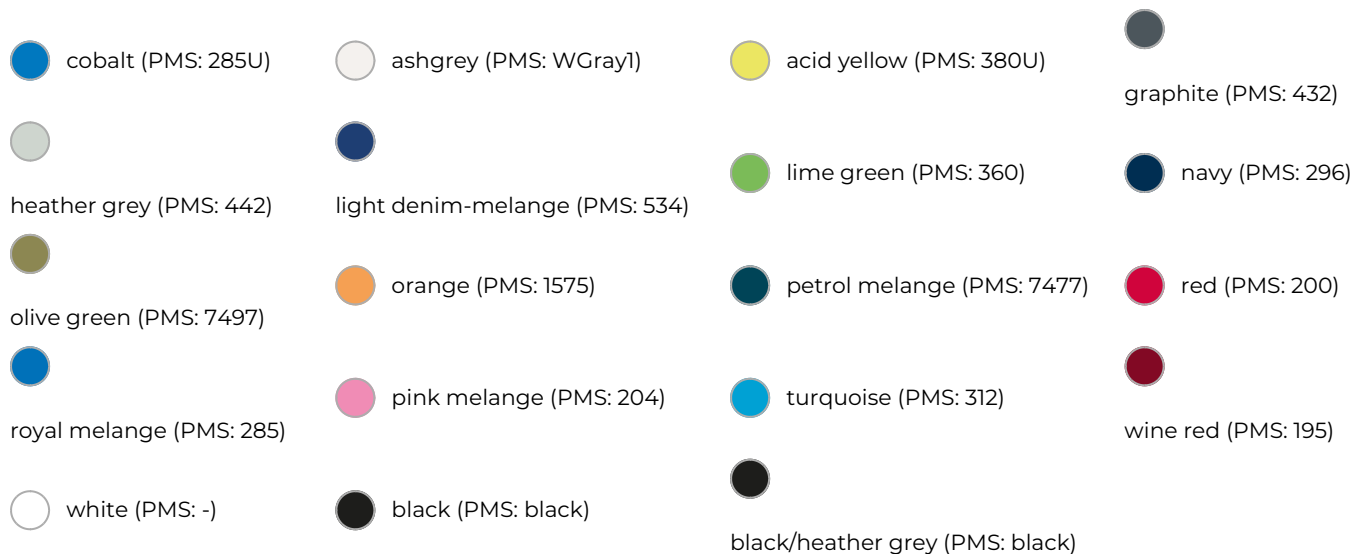 cobalt (PMS: 285U)
ashgrey (PMS: WGray1)
acid yellow (PMS: 380U)
graphite (PMS: 432)
heather grey (PMS: 442)
light denim-melange (PMS: 534)
lime green (PMS: 360)
navy (PMS: 296)
olive green (PMS: 7497)
orange (PMS: 1575)
petrol melange (PMS: 7477)
red (PMS: 200)
royal melange (PMS: 285)
pink melange (PMS: 204)
turquoise (PMS: 312)
wine red (PMS: 195)
white (PMS: -)
black (PMS: black)
black/heather grey (PMS: black)